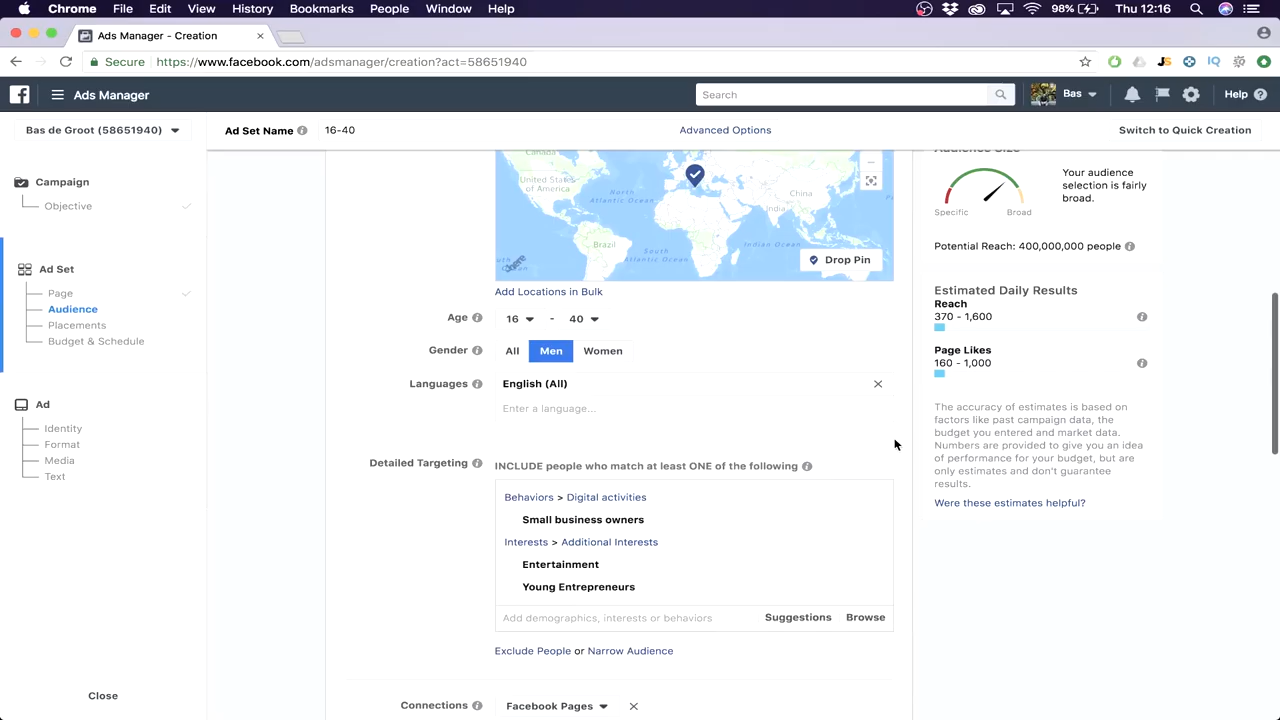 Chrome File Edit View History Bookmarks People Window Help 98% Thu 12:16
Ads Manager - Creation
Secure https://www.facebook.com/adsmanager/creation?act=58651940
Ads Manager Search Bas Help
Bas de Groot (58651940) Ad Set Name 16-40 Advanced Options Switch to Quick Creation
Campaign
Objective
Ad Set
Page
Audience
Placements
Budget & Schedule
Ad
Identity
Format
Media
Text
Close
Canada
United States
of America
North
Atlantic Ocean
China
India
Brazil
South
Atlantic Ocean
Indian Ocean
Drop Pin
Add Locations in Bulk
Age 16 - 40
Gender All Men Women
Languages English (All)
Enter a language...
Detailed Targeting INCLUDE people who match at least ONE of the following
Behaviors > Digital activities
Small business owners
Interests > Additional Interests
Entertainment
Young Entrepreneurs
Add demographics, interests or behaviors Suggestions Browse
Exclude People or Narrow Audience
Connections Facebook Pages
Audience Size
Your audience
selection is fairly
broad.
Specific Broad
Potential Reach: 400,000,000 people
Estimated Daily Results
Reach
370 - 1,600
Page Likes
160 - 1,000
The accuracy of estimates is based on
factors like past campaign data, the
budget you entered and market data.
Numbers are provided to give you an idea
of performance for your budget, but are
only estimates and don't guarantee
results.
Were these estimates helpful?